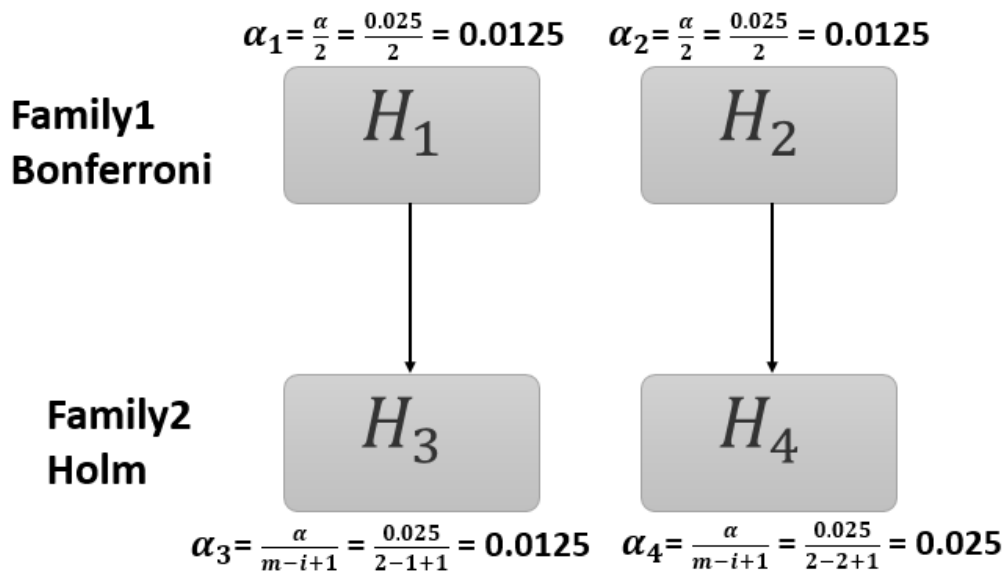 α₁= α/2 = 0.025/2 = 0.0125
α₂= α/2 = 0.025/2 = 0.0125
Family1
Bonferroni
H₁
H₂
Family2
Holm
H₃
H₄
α₃= α/m−i+1 = 0.025/2−1+1 = 0.0125
α₄= α/m−i+1 = 0.025/2−2+1 = 0.025